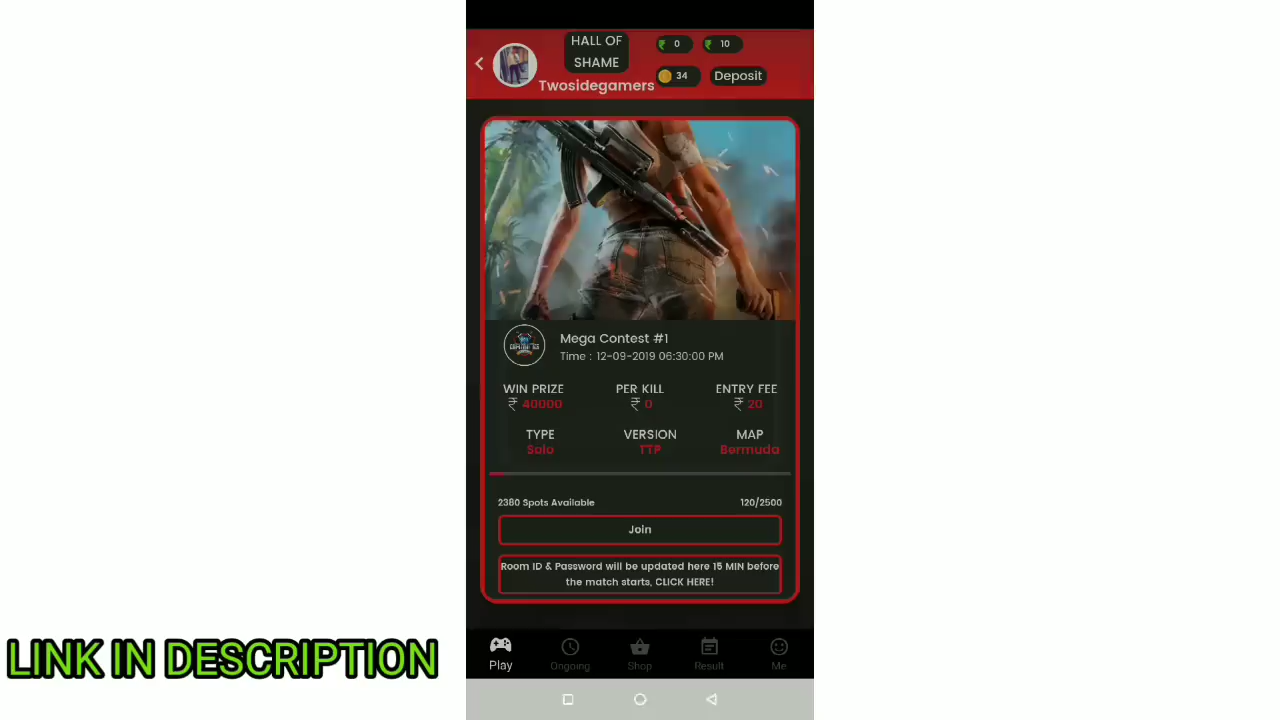 HALL OF
SHAME
₹ 0
₹ 10
Twosidegamers
34
Deposit
Mega Contest #1
Time : 12-09-2019 06:30:00 PM
WIN PRIZE PER KILL ENTRY FEE
₹ 40000 ₹ 0 ₹ 20
TYPE VERSION MAP
Solo TTP Bermuda
2380 Spots Available 120/2500
Join
Room ID & Password will be updated here 15 MIN before
the match starts, CLICK HERE!
LINK IN DESCRIPTION
Play Ongoing Shop Result Me